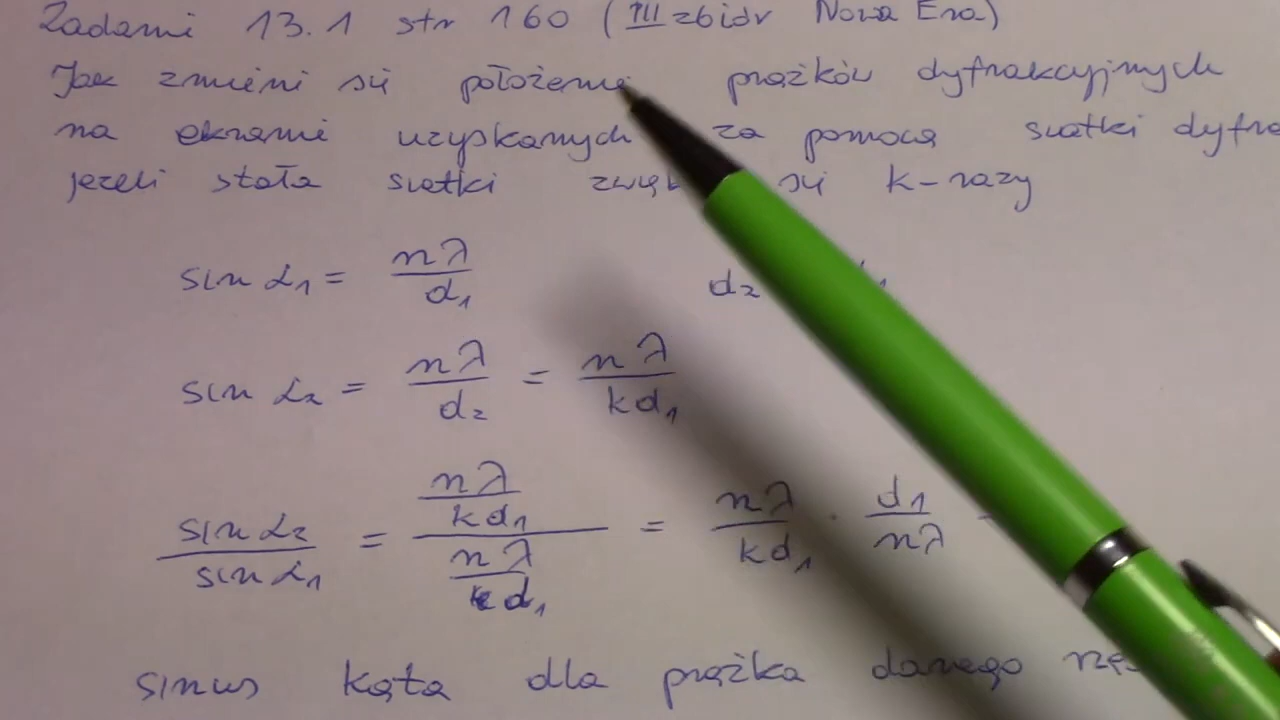 Zadanie 13.1 str 160 (III zbiór Nowa Era)
Jak zmieni się położenie prążków dyfrakcyjnych
na ekranie uzyskanych za pomocą siatki
jeżeli stała siatki się k-razy
sin α₁ = nλ/d₁ d₂
sin α₂ = nλ/d₂ = nλ/kd₁
sin α₂/sin α₁ = (nλ/kd₁)/(nλ/d₁) = nλ/kd₁ · d₁/nλ
sinus kąta dla prążka danego